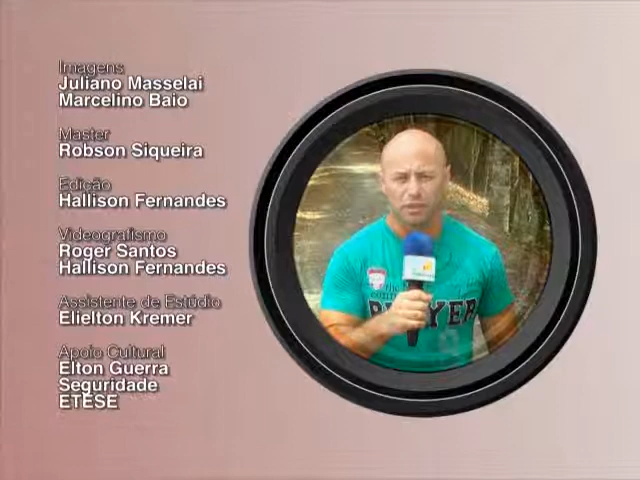 Imagens
Juliano Masselai
Marcelino Baio
Master
Robson Siqueira
Edição
Hallison Fernandes
Videografismo
Roger Santos
Hallison Fernandes
Assistente de Estúdio
Elielton Kremer
Apoio Cultural
Elton Guerra
Seguridade
ETESE